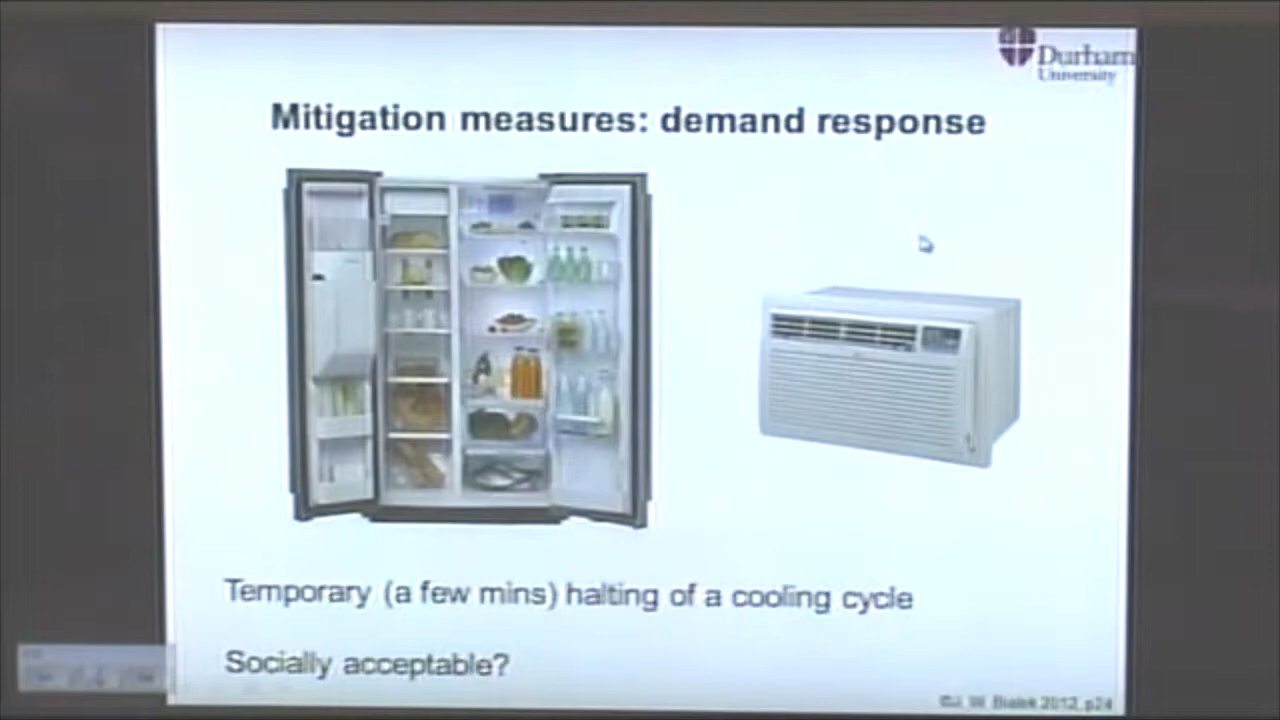 Durham
University
Mitigation measures: demand response
Temporary (a few mins) halting of a cooling cycle
Socially acceptable?
©J. W. Bialek 2012, p24